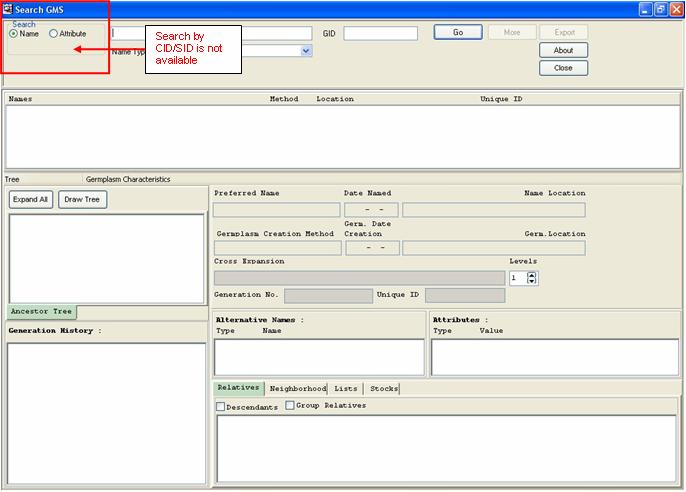 Search GMS
Search
Name Attribute
GID
Go More Export
Name Typ
Search by
CID/SID is not
available
About
Close
Names Method Location Unique ID
Tree Germplasm Characteristics
Expand All Draw Tree
Preferred Name Date Named Name Location
- -
Germ. Date
Germplasm Creation Method Creation Germ.Location
- -
Cross Expansion Levels
1
Generation No. Unique ID
Ancestor Tree
Alternative Names : Attributes :
Type Name Type Value
Generation History :
Relatives Neighborhood Lists Stocks
Descendants Group Relatives